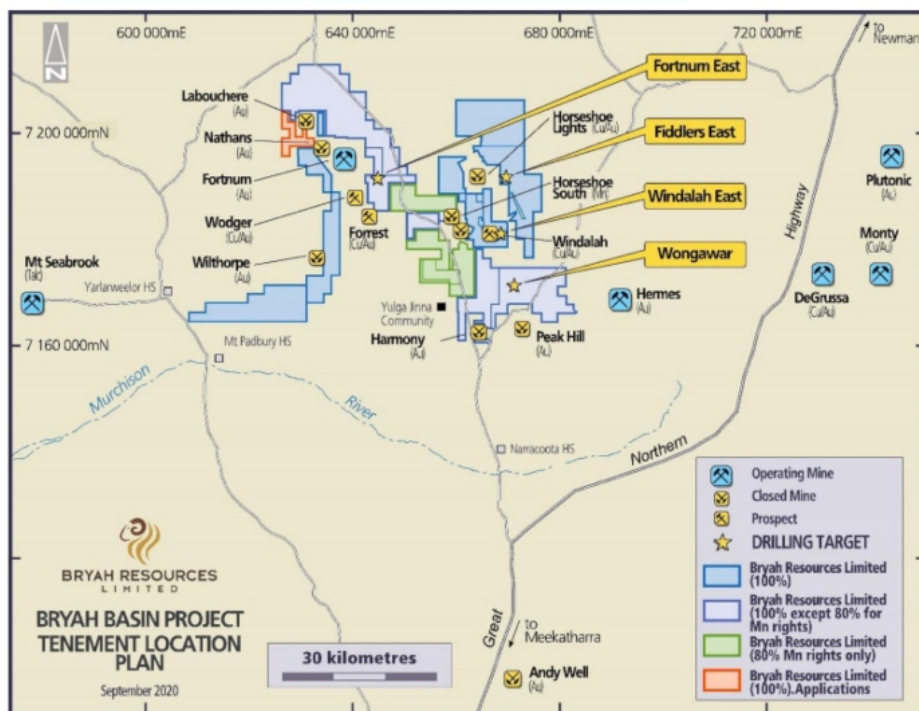 600 000mE
640 000mE
680 000mE
720 000mE
to
Newman
N
7 200 000mN
7 160 000mN
Labouchere
(Au)
Nathans
(Au)
Fortnum
(Au)
Wodger
(Cu/Au)
Forrest
(Cu/Au)
Wilthorpe
(Au)
Mt Seabrook
(Talc)
Yarlarweelor HS
Mt Padbury HS
Murchison
River
Yulga Jinna
Community
Harmony
(Au)
Peak Hill
(Au)
Horseshoe
Lights (Cu/Au)
Horseshoe
South (Mn)
Windalah
(Cu/Au)
Hermes
(Au)
Fortnum East
Fiddlers East
Windalah East
Wongawar
Plutonic
(Au)
Monty
(Cu/Au)
DeGrussa
(Cu/Au)
Highway
Northern
Great
Narracoota HS
to
Meekatharra
Andy Well
(Au)
BRYAH RESOURCES
LIMITED
BRYAH BASIN PROJECT
TENEMENT LOCATION
PLAN
September 2020
30 kilometres
Operating Mine
Closed Mine
Prospect
DRILLING TARGET
Bryah Resources Limited
(100%)
Bryah Resources Limited
(100% except 80% for
Mn rights)
Bryah Resources Limited
(80% Mn rights only)
Bryah Resources Limited
(100%).Applications